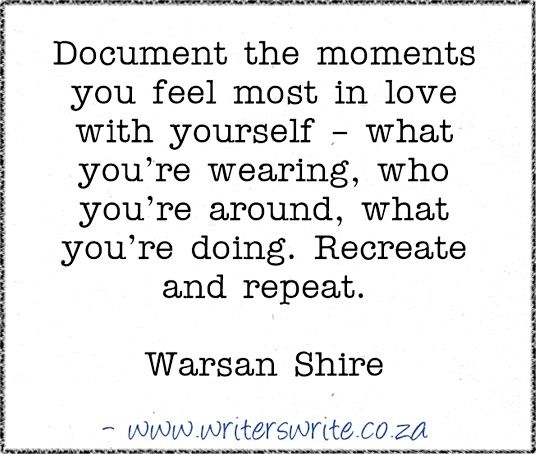 Document the moments
you feel most in love
with yourself – what
you’re wearing, who
you’re around, what
you’re doing. Recreate
and repeat.
Warsan Shire
- www.writerswrite.co.za